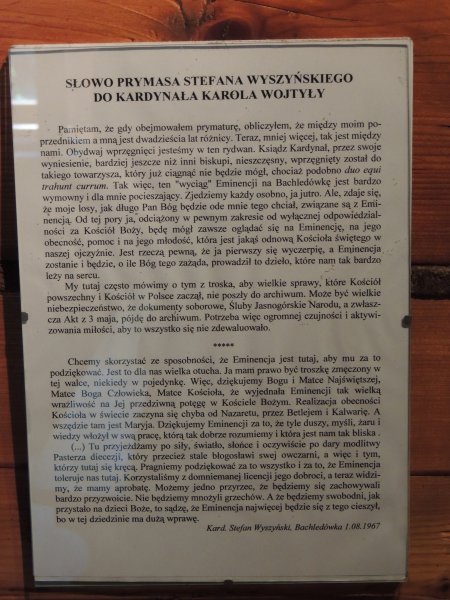 SŁOWO PRYMASA STEFANA WYSZYŃSKIEGO
DO KARDYNAŁA KAROLA WOJTYŁY
Pamiętam, że gdy obejmowałem prymaturę, obliczyłem, że między moim po-
przednikiem a mną jest dwadzieścia lat różnicy. Teraz, mniej więcej, tak jest między
nami. Obydwaj wprzęgnięci jesteśmy w ten rydwan. Ksiądz Kardynał, przez swoje
wyniesienie, bardziej jeszcze niż inni biskupi, nieszczęsny, wprzęgnięty został do
takiego towarzysza, który już ciągnąć nie będzie mógł, chociaż podobno duo equi
trahunt currum. Tak więc, ten "wyciąg" Eminencji na Bachledówkę jest bardzo
wymowny i dla mnie pocieszający. Zjedziemy każdy osobno, ja jutro. Ale, zdaje się,
że moje losy, jak długo Pan Bóg będzie ode mnie tego chciał, związane są z Emi-
nencją. Od tej pory ja, odciążony w pewnym zakresie od wyłącznej odpowiedzial-
ności za Kościół Boży, będę mógł zawsze oglądać się na Eminencję, na jego
obecność, pomoc i na jego młodość, która jest jakąś odnową Kościoła świętego w
naszej ojczyźnie. Jest rzeczą pewną, że ja pierwszy się wyczerpię, a Eminencja
zostanie i będzie, o ile Bóg tego zażąda, prowadził to dzieło, które nam tak bardzo
leży na sercu.
My tutaj często mówimy o tym z troska, aby wielkie sprawy, które Kościół
powszechny i Kościół w Polsce zaczął, nie poszły do archiwum. Może być wielkie
niebezpieczeństwo, że dokumenty soborowe, Śluby Jasnogórskie Narodu, a zwłasz-
cza Akt z 3 maja, pójdę do archiwum. Potrzeba więc ogromnej czujności i aktywi-
zowania miłości, aby to wszystko się nie zdewaluowało.
*****
Chcemy skorzystać ze sposobności, że Eminencja jest tutaj, aby mu za to
podziękować. Jest to dla nas wielka otucha. Ja mam prawo być troszkę zmęczony w
tej walce, niekiedy w pojedynkę. Więc, dziękujemy Bogu i Matce Najświętszej,
Matce Boga Człowieka, Matce Kościoła, że wyjednała Eminencji tak wielką
wrażliwość na Jej przedziwną potęgę w Kościele Bożym. Realizacja obecności
Kościoła w świecie zaczyna się chyba od Nazaretu, przez Betlejem i Kalwarię. A
wszędzie tam jest Maryja. Dziękujemy Eminencji za to, że tyle duszy, myśli, żaru i
wiedzy włożył w swą pracę, którą tak dobrze rozumiemy i która jest nam tak bliska .
(...) Tu przyjeżdżamy po siły, światło, słońce i oczywiście po dary modlitwy
Pasterza diecezji, który przecież stale błogosławi swej owczarni, a więc i tym,
którzy tutaj się kręcą. Pragniemy podziękować za to wszystko i za to, że Eminencja
toleruje nas tutaj. Korzystaliśmy z domniemanej licencji jego dobroci, a teraz widzi-
my, że mamy aprobatę. Możemy jedno przyrzec, że będziemy się zachowywali
bardzo przyzwoicie. Nie będziemy mnożyli grzechów. A że będziemy swobodni, jak
przystało na dzieci Boże, to sądzę, że Eminencja najwięcej będzie się z tego cieszył,
bo w tej dziedzinie ma dużą wprawę.
Kard. Stefan Wyszyński, Bachledówka 1.08.1967